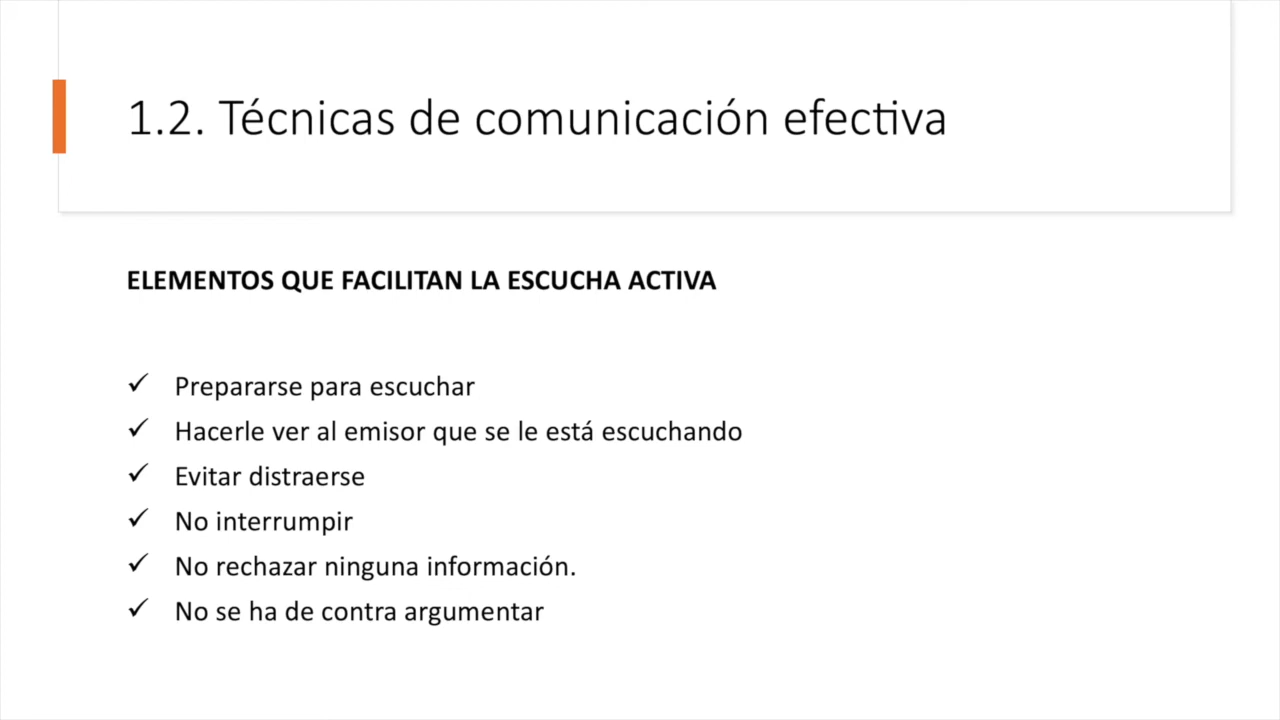 1.2. Técnicas de comunicación efectiva
ELEMENTOS QUE FACILITAN LA ESCUCHA ACTIVA
✓ Prepararse para escuchar
✓ Hacerle ver al emisor que se le está escuchando
✓ Evitar distraerse
✓ No interrumpir
✓ No rechazar ninguna información.
✓ No se ha de contra argumentar